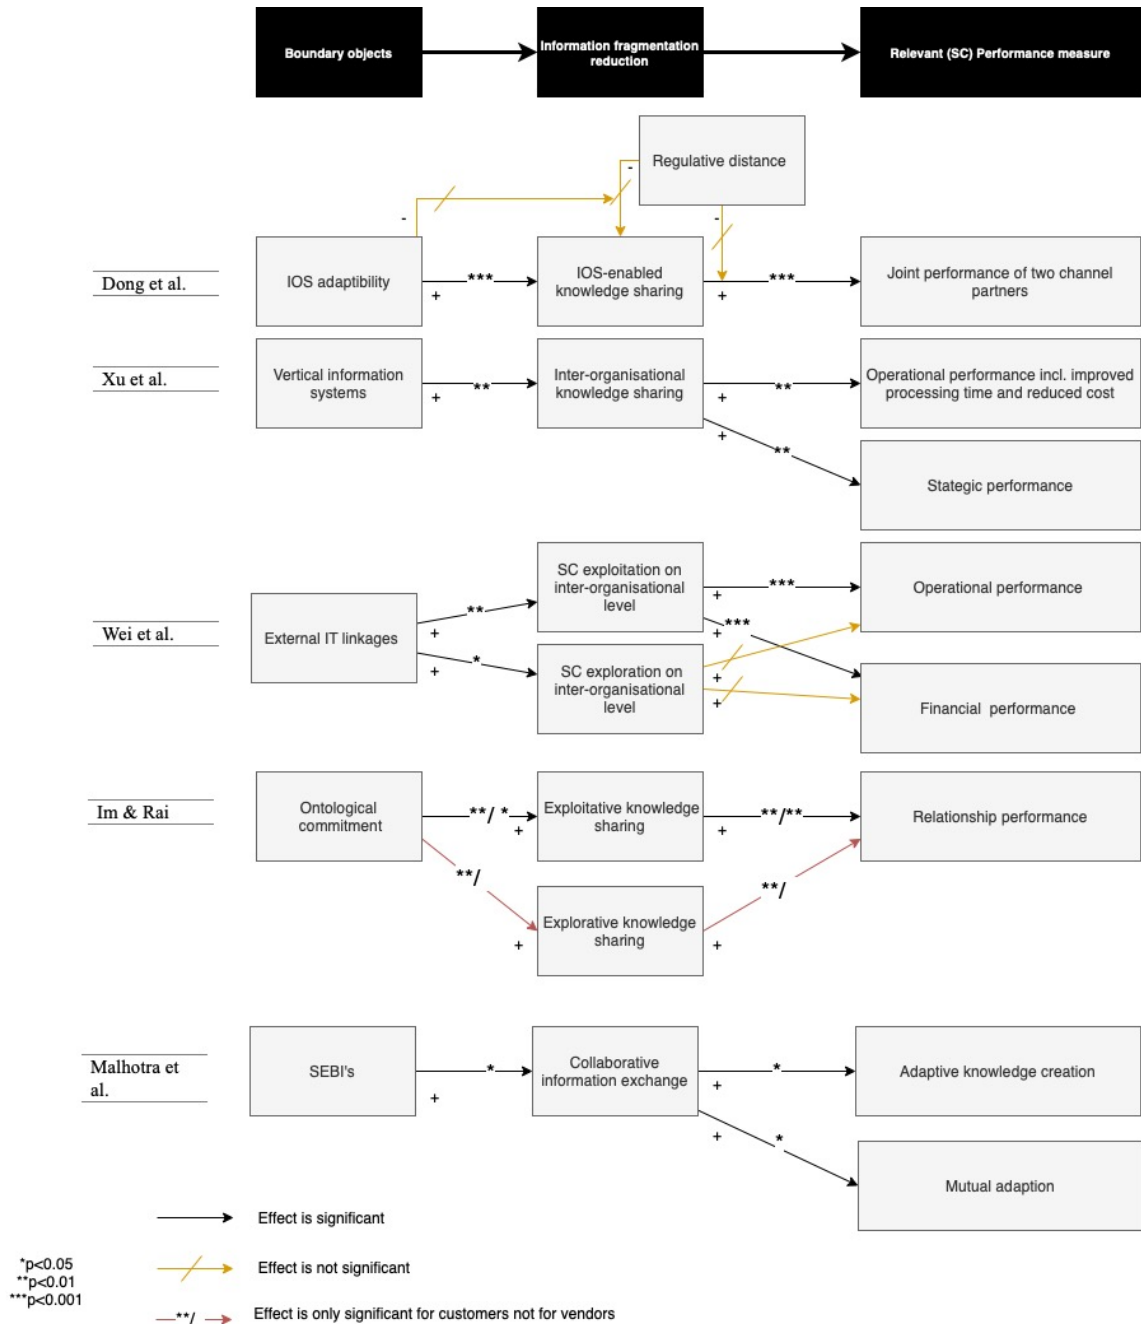 Boundary objects
Information fragmentation
reduction
Relevant (SC) Performance measure
Regulative distance
-
-
-
Dong et al.
IOS adaptibility
***
+
IOS-enabled
knowledge sharing
***
+
Joint performance of two channel
partners
Xu et al.
Vertical information
systems
**
+
Inter-organisational
knowledge sharing
**
+
Operational performance incl. improved
processing time and reduced cost
+
**
Stategic performance
Wei et al.
External IT linkages
**
+
*
+
SC exploitation on
inter-organisational
level
***
+
***
+
Operational performance
SC exploration on
inter-organisational
level
+
+
Financial performance
Im & Rai
Ontological
commitment
**/ *
+
Exploitative knowledge
sharing
**/**
+
Relationship performance
**/
+
Explorative knowledge
sharing
**/
+
Malhotra et
al.
SEBI's
*
+
Collaborative
information exchange
*
+
Adaptive knowledge creation
+
*
Mutual adaption
Effect is significant
*p<0.05
**p<0.01
***p<0.001
Effect is not significant
**/
Effect is only significant for customers not for vendors